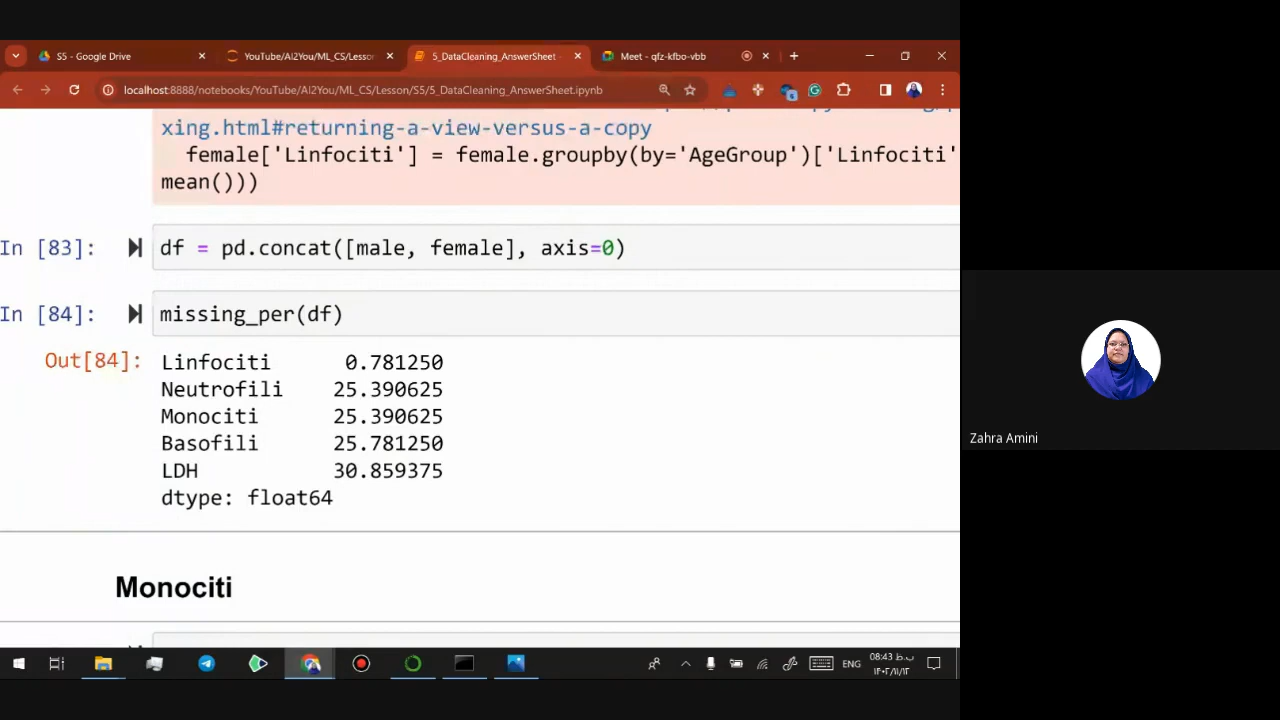 S5 - Google Drive
YouTube/AI2You/ML_CS/Lesson
5_DataCleaning_AnswerSheet
Meet - qfz-kfbo-vbb
localhost:8888/notebooks/YouTube/AI2You/ML_CS/Lesson/S5/5_DataCleaning_AnswerSheet.ipynb
xing.html#returning-a-view-versus-a-copy
female['Linfociti'] = female.groupby(by='AgeGroup')['Linfociti'
mean()))
In [83]: df = pd.concat([male, female], axis=0)
In [84]: missing_per(df)
Out[84]: Linfociti 0.781250
Neutrofili 25.390625
Monociti 25.390625
Basofili 25.781250
LDH 30.859375
dtype: float64
Monociti
Zahra Amini
ENG
08:43 ب.ظ
۱۴۰۲/۱۱/۱۲